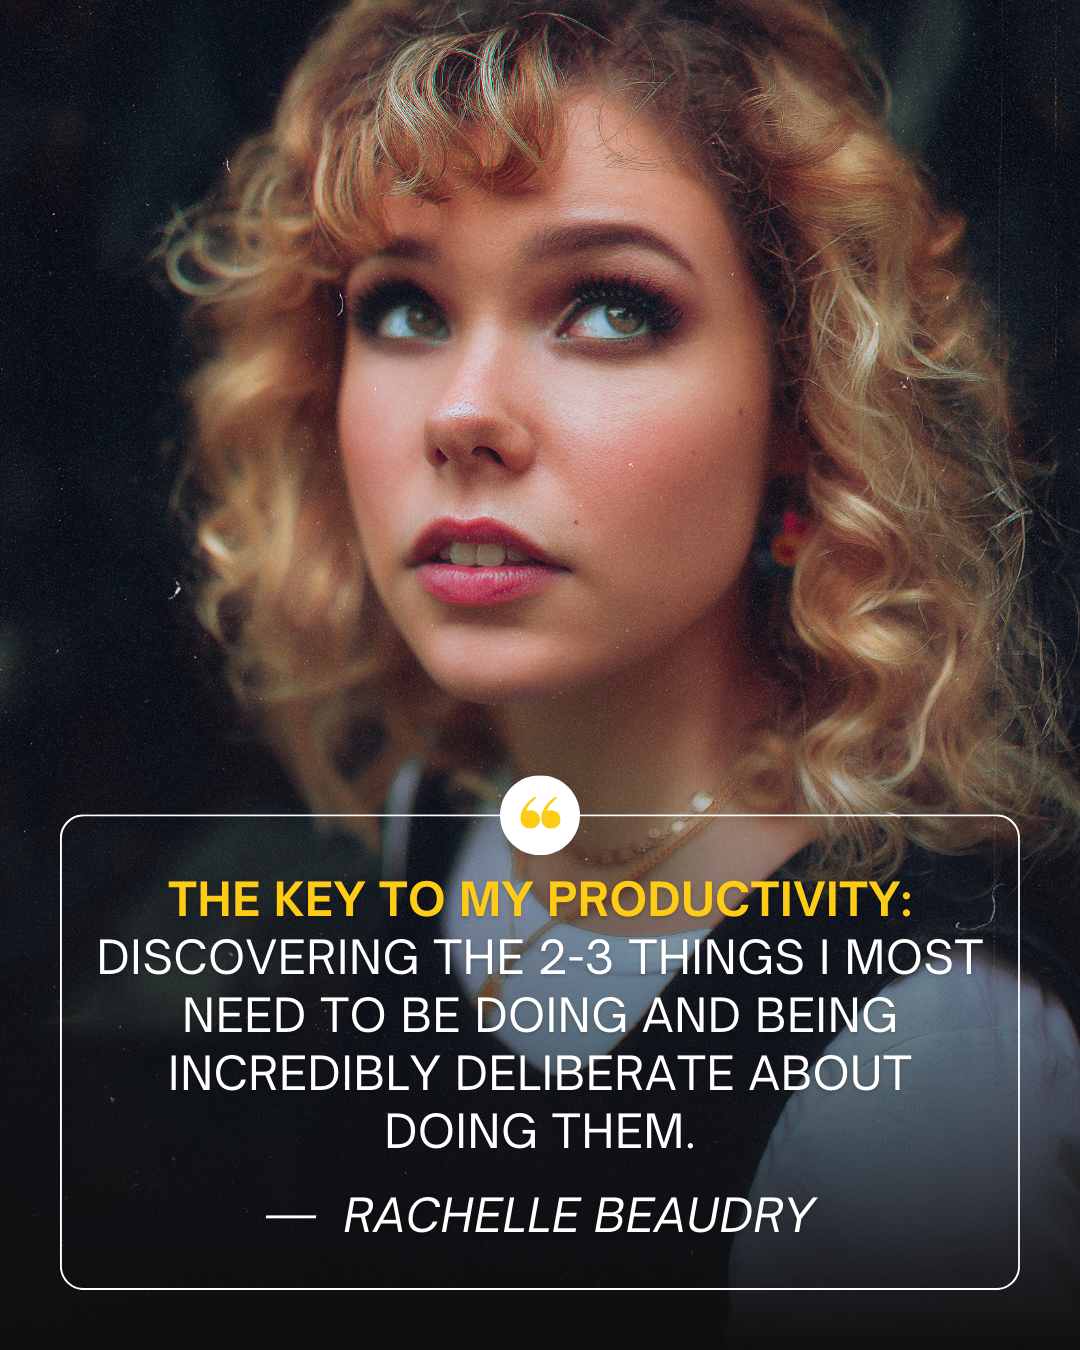 “
THE KEY TO MY PRODUCTIVITY:
DISCOVERING THE 2-3 THINGS I MOST
NEED TO BE DOING AND BEING
INCREDIBLY DELIBERATE ABOUT
DOING THEM.
— RACHELLE BEAUDRY